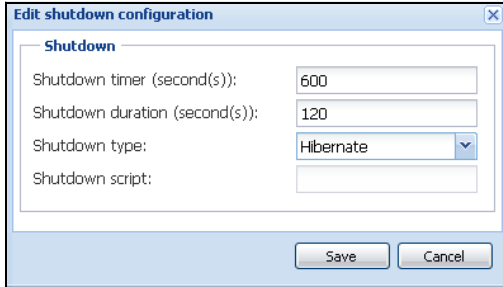 Edit shutdown configuration
Shutdown
Shutdown timer (second(s)): 600
Shutdown duration (second(s)): 120
Shutdown type: Hibernate
Shutdown script:
Save Cancel